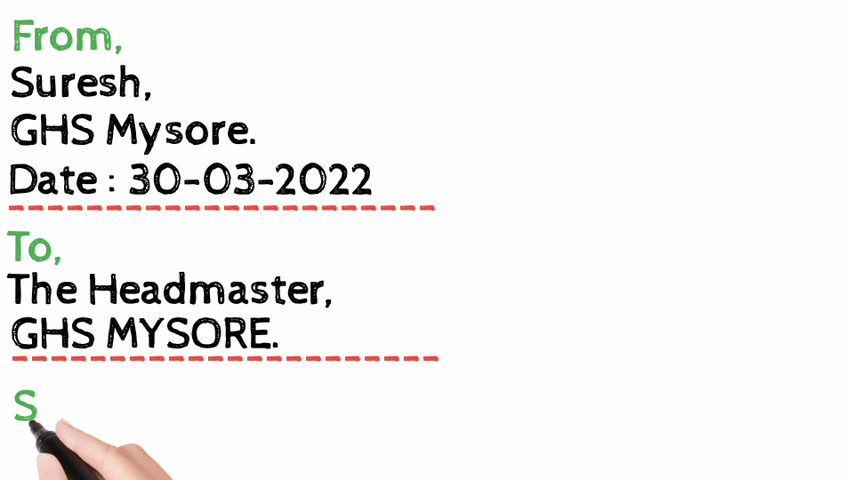 From,
Suresh,
GHS Mysore.
Date : 30-03-2022
To,
The Headmaster,
GHS MYSORE.
S